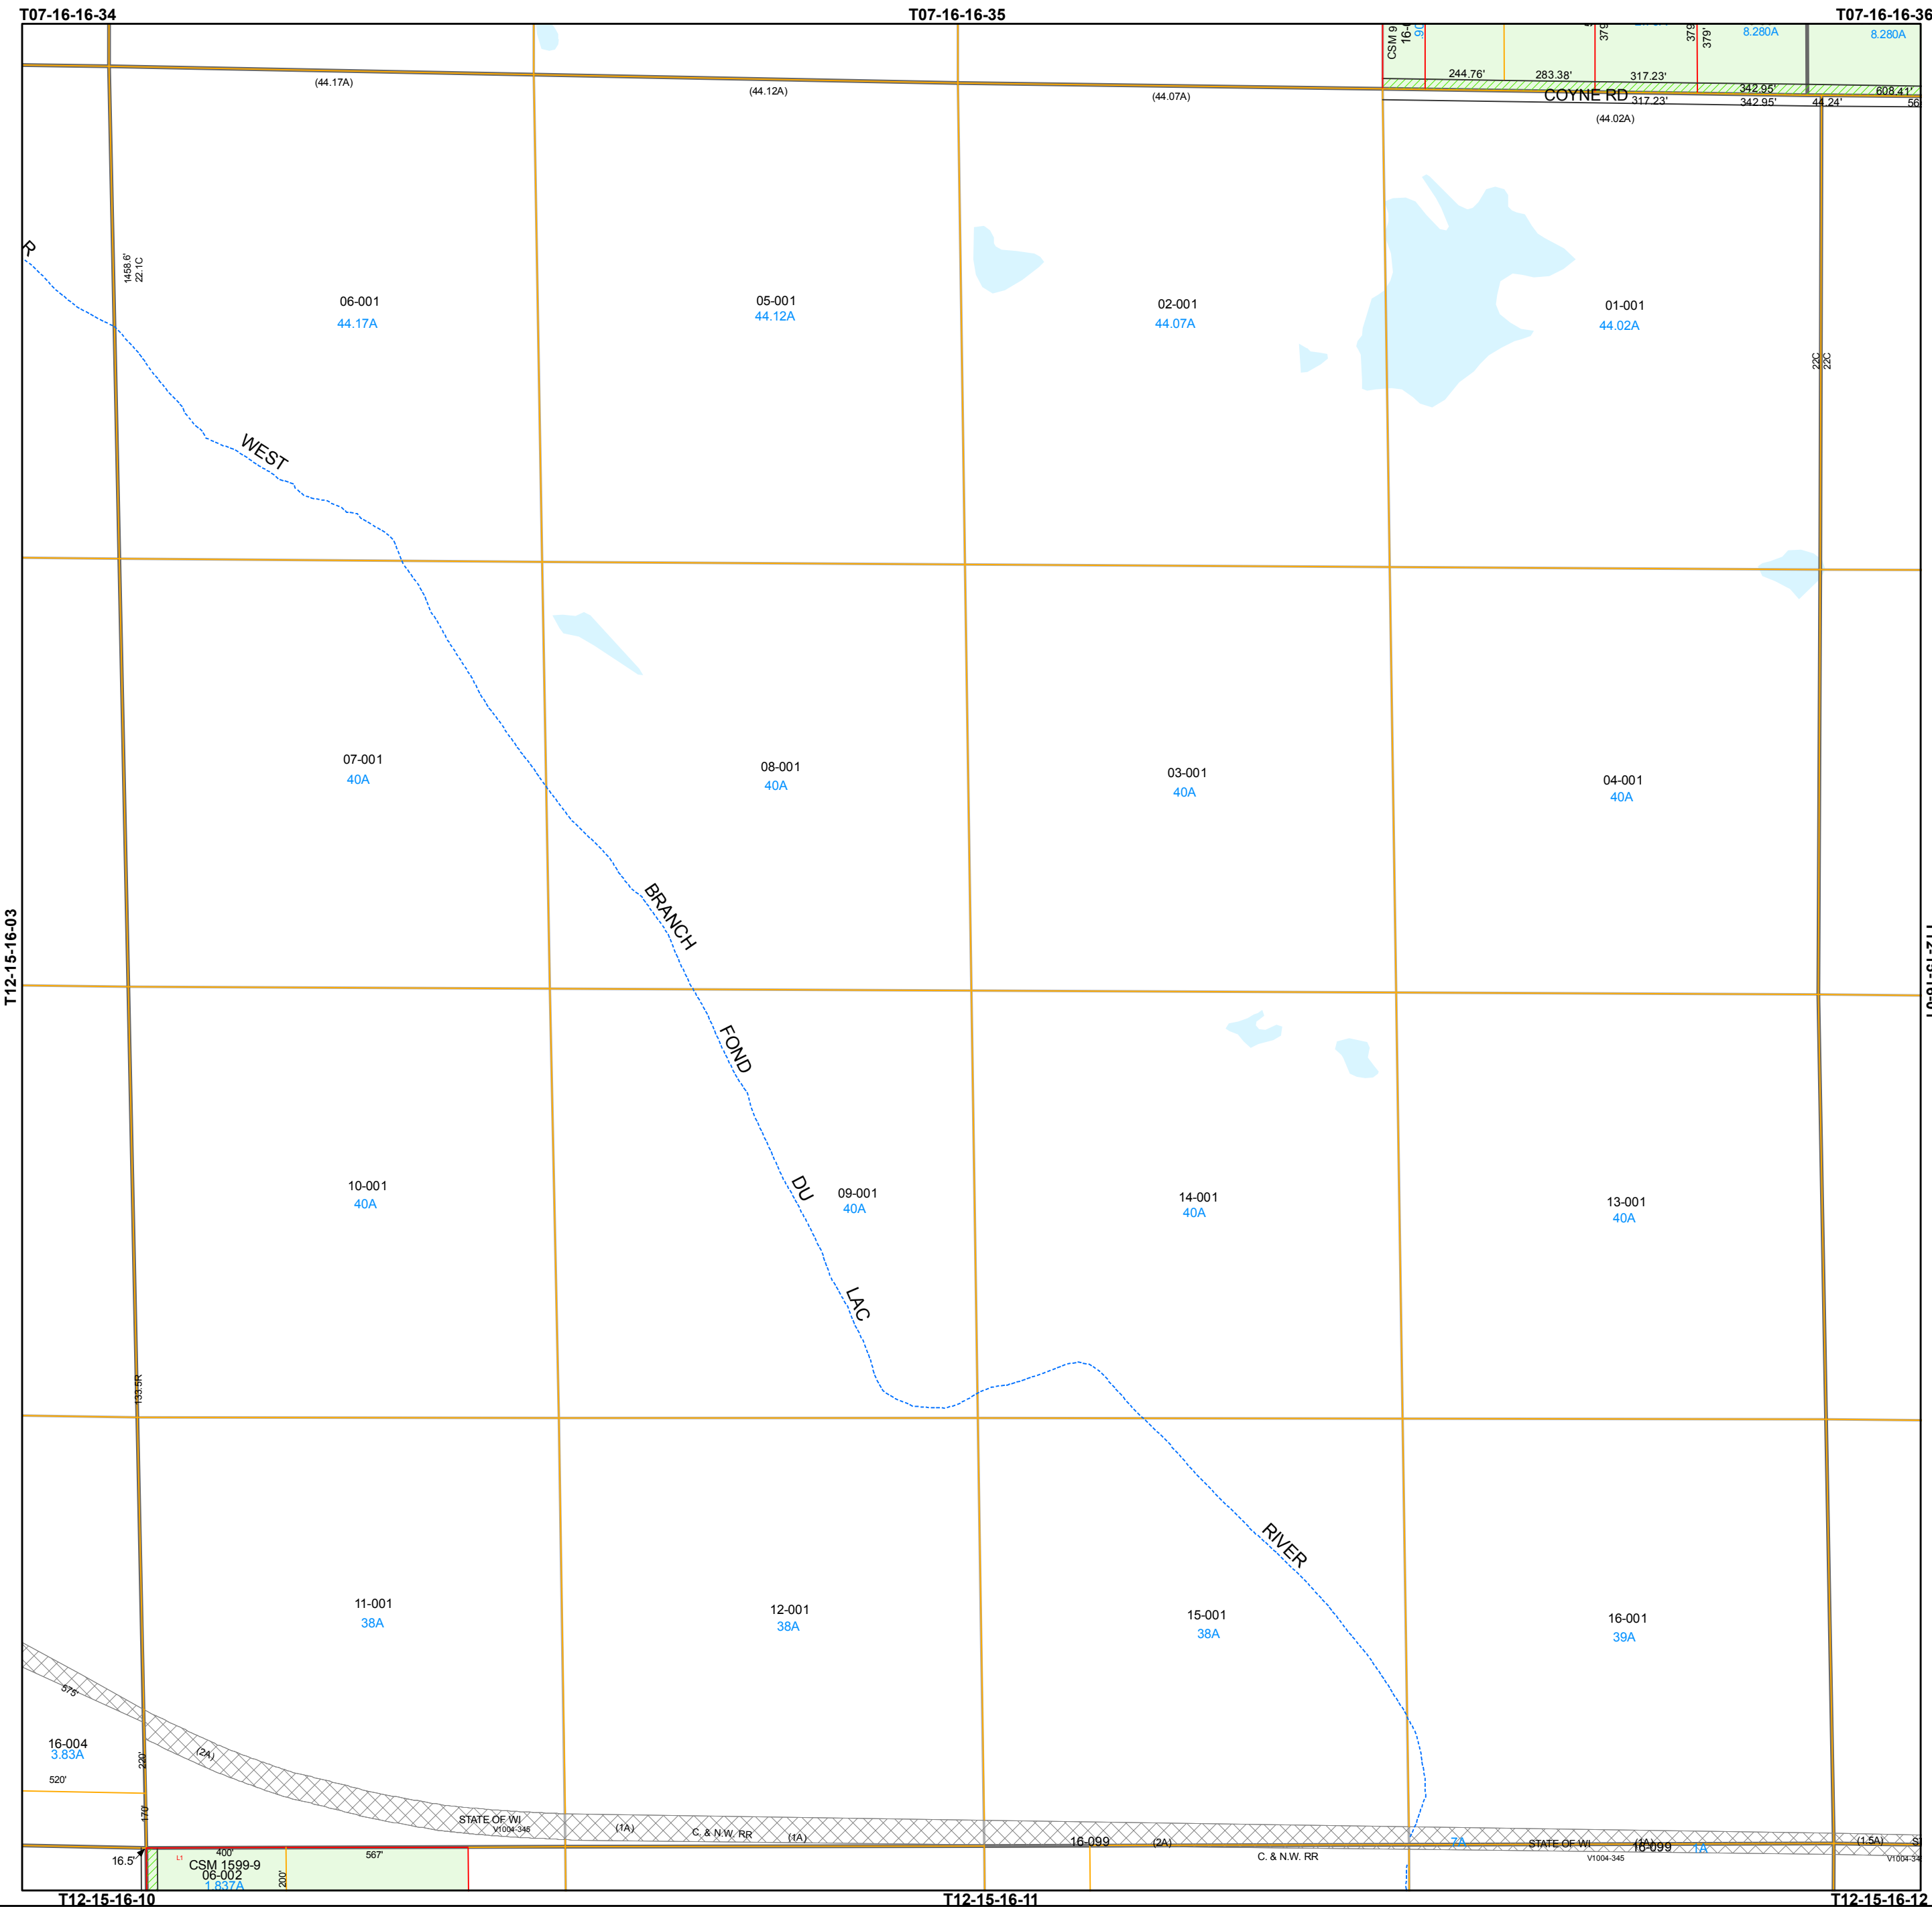 T07-16-16-34
T07-16-16-35
T07-16-16-36
CSM 9
379'
379'
8.280A
8.280A
244.76'
283.38'
317.23'
342.95'
608.41'
COYNE RD
317.23'
342.95'
44.24'
(44.17A)
(44.12A)
(44.07A)
(44.02A)
R
1458.6'
22.1C
06-001
44.17A
05-001
44.12A
02-001
44.07A
01-001
44.02A
22C
22C
WEST
07-001
40A
08-001
40A
03-001
40A
04-001
40A
T12-15-16-03
BRANCH
FOND
10-001
40A
DU
09-001
40A
14-001
40A
13-001
40A
LAC
133.5R
RIVER
11-001
38A
12-001
38A
15-001
38A
16-001
39A
575'
16-004
3.83A
520'
220'
170'
(2A)
STATE OF WI
V1004-345
(1A)
C. & N.W. RR
(1A)
16-099
(2A)
C. & N.W. RR
7A
STATE OF WI
V1004-345
(1A)
16-099
1A
(1.5A)
16.5'
L1
400'
567'
CSM 1599-9
06-002
1.837A
200'
T12-15-16-10
T12-15-16-11
T12-15-16-12